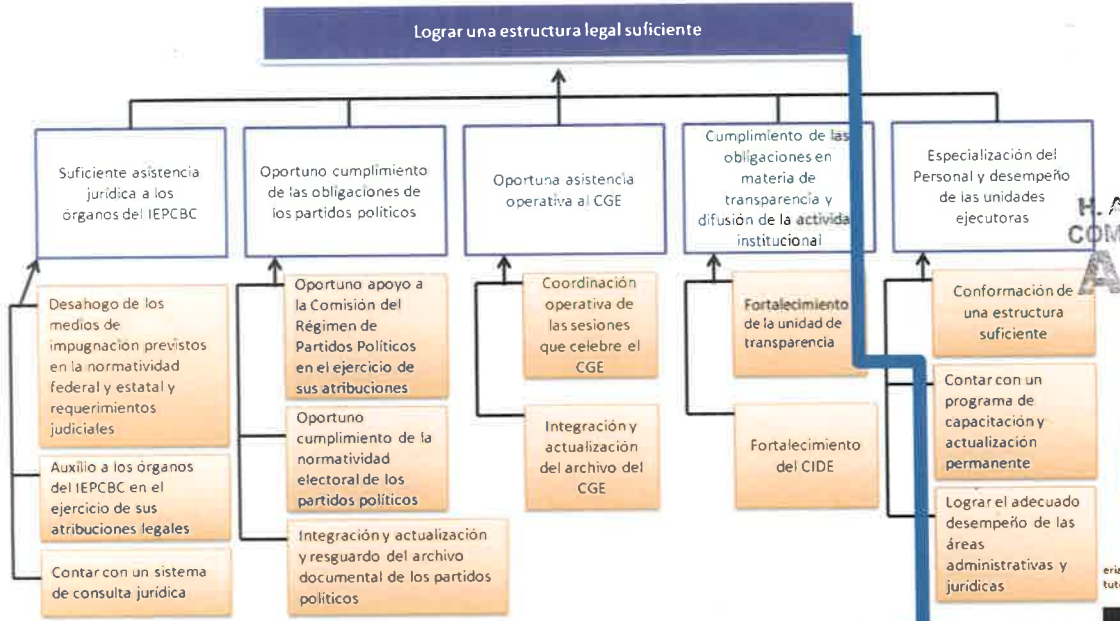 Lograr una estructura legal suficiente
Suficiente asistencia
jurídica a los
órganos del IEPCBC
Oportuno cumplimiento
de las obligaciones de
los partidos políticos
Oportuna asistencia
operativa al CGE
Cumplimiento de las
obligaciones en
materia de
transparencia y
difusión de la activida
institucional
Especialización del
Personal y desempeño
de las unidades
ejecutoras
H. A
COM
A
Desahogo de los
medios de
impugnación previstos
en la normatividad
federal y estatal y
requerimientos
judiciales
Auxilio a los órganos
del IEPCBC en el
ejercicio de sus
atribuciones legales
Contar con un sistema
de consulta jurídica
Oportuno apoyo a
la Comisión del
Régimen de
Partidos Políticos
en el ejercicio de
sus atribuciones
Oportuno
cumplimiento de la
normatividad
electoral de los
partidos políticos
Integración y actualización
y resguardo del archivo
documental de los partidos
políticos
Coordinación
operativa de
las sesiones
que celebre el
CGE
Integración y
actualización
del archivo del
CGE
Fortalecimiento
de la unidad de
transparencia
Fortalecimiento
del CIDE
Conformación de
una estructura
suficiente
Contar con un
programa de
capacitación y
actualización
permanente
Lograr el adecuado
desempeño de las
áreas
administrativas y
jurídicas